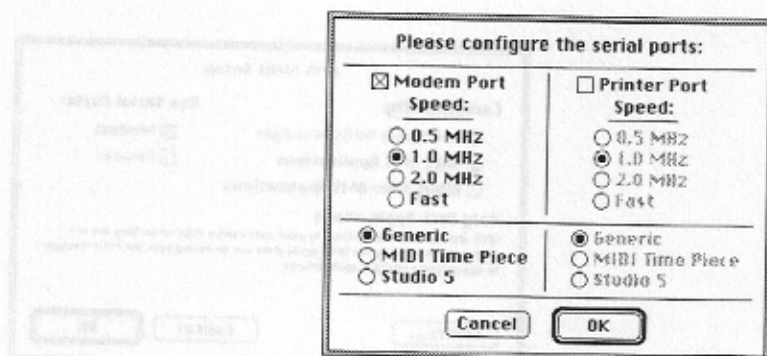 Please configure the serial ports:
Modem Port
Speed:
0.5 MHz
1.0 MHz
2.0 MHz
Fast
Generic
MIDI Time Piece
Studio 5
Printer Port
Speed:
0.5 MHz
1.0 MHz
2.0 MHz
Fast
Generic
MIDI Time Piece
Studio 5
Cancel
OK